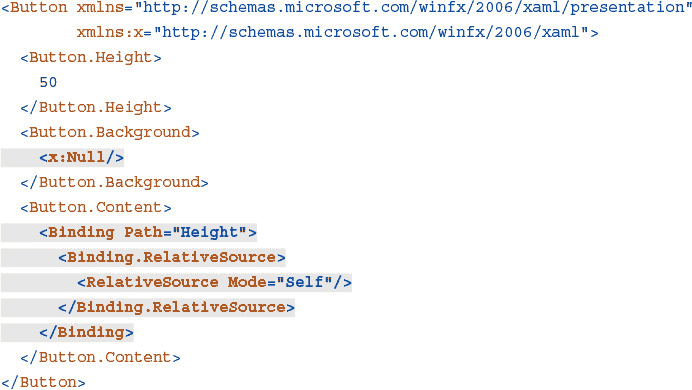 <Button xmlns="http://schemas.microsoft.com/winfx/2006/xaml/presentation"
        xmlns:x="http://schemas.microsoft.com/winfx/2006/xaml">
  <Button.Height>
    50
  </Button.Height>
  <Button.Background>
    <x:Null/>
  </Button.Background>
  <Button.Content>
    <Binding Path="Height">
      <Binding.RelativeSource>
        <RelativeSource Mode="Self"/>
      </Binding.RelativeSource>
    </Binding>
  </Button.Content>
</Button>